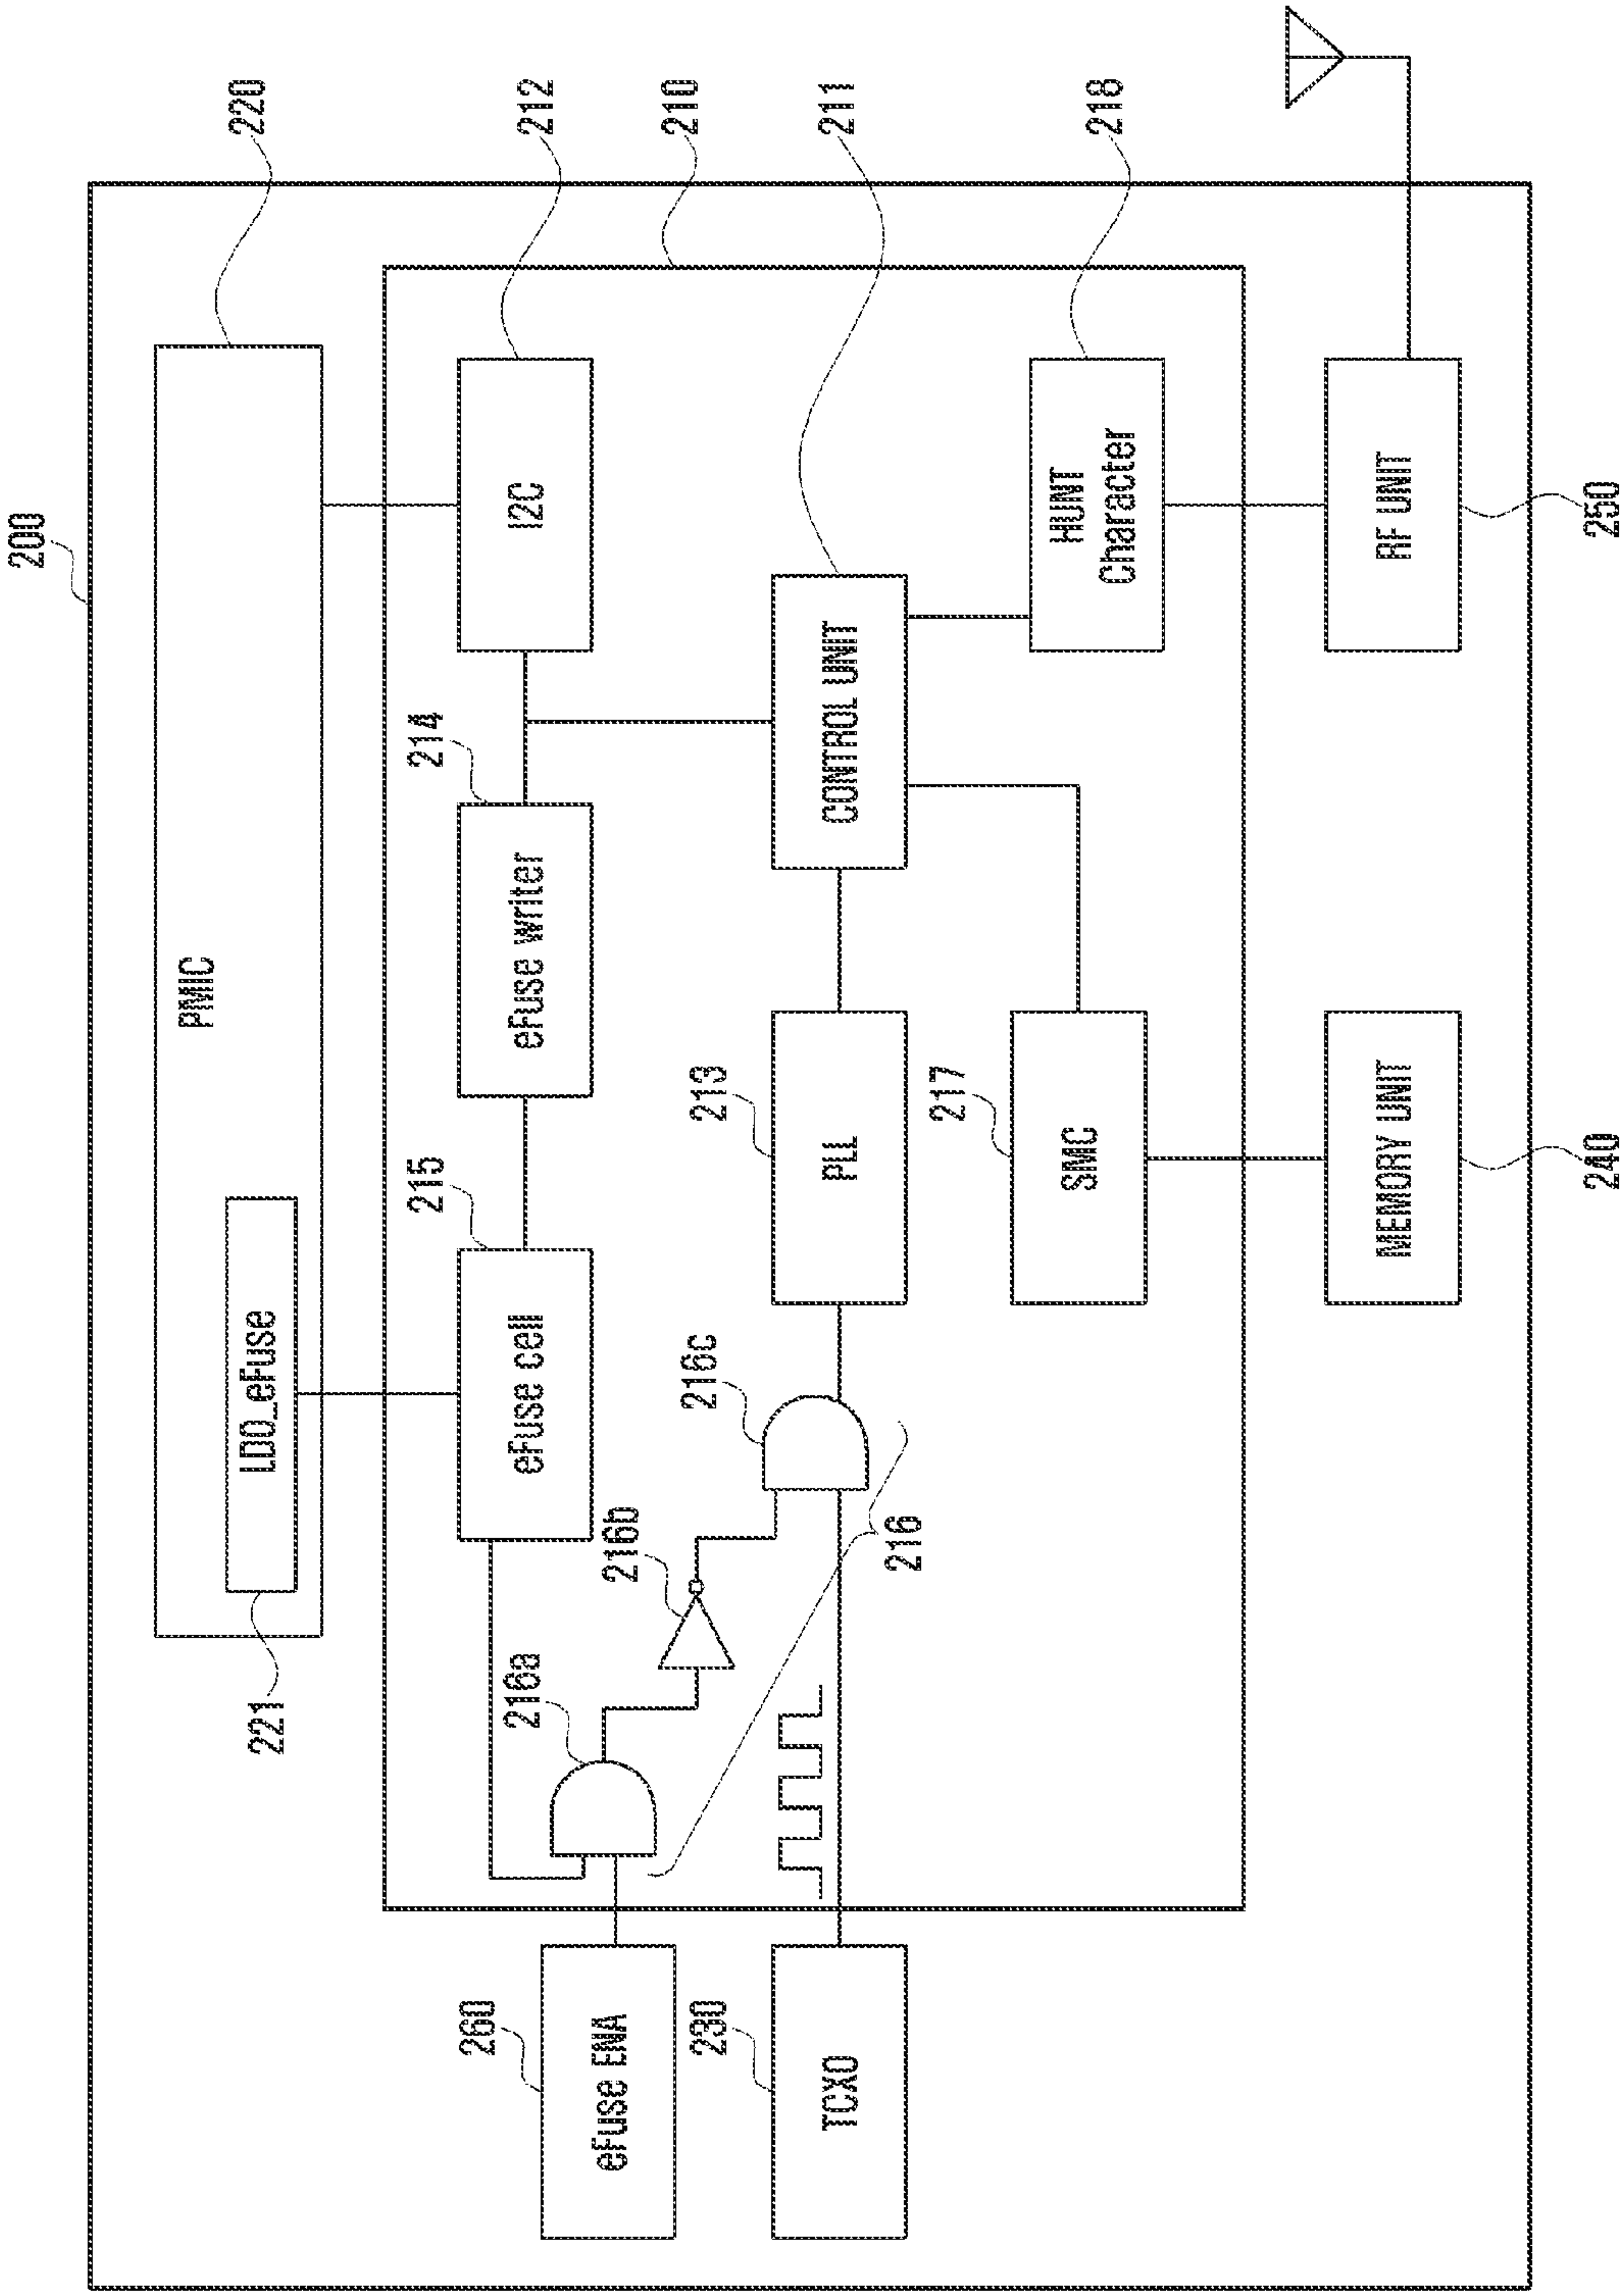 200
220
PMIC
LDO_eFuse
221
212
210
211
218
I2C
214
eFuse writer
215
eFuse cell
CONTROL UNIT
HUNT
Character
213
PLL
217
SMC
216c
216b
216a
216
260
eFuse ENA
230
TCXO
MEMORY UNIT
240
RF UNIT
250